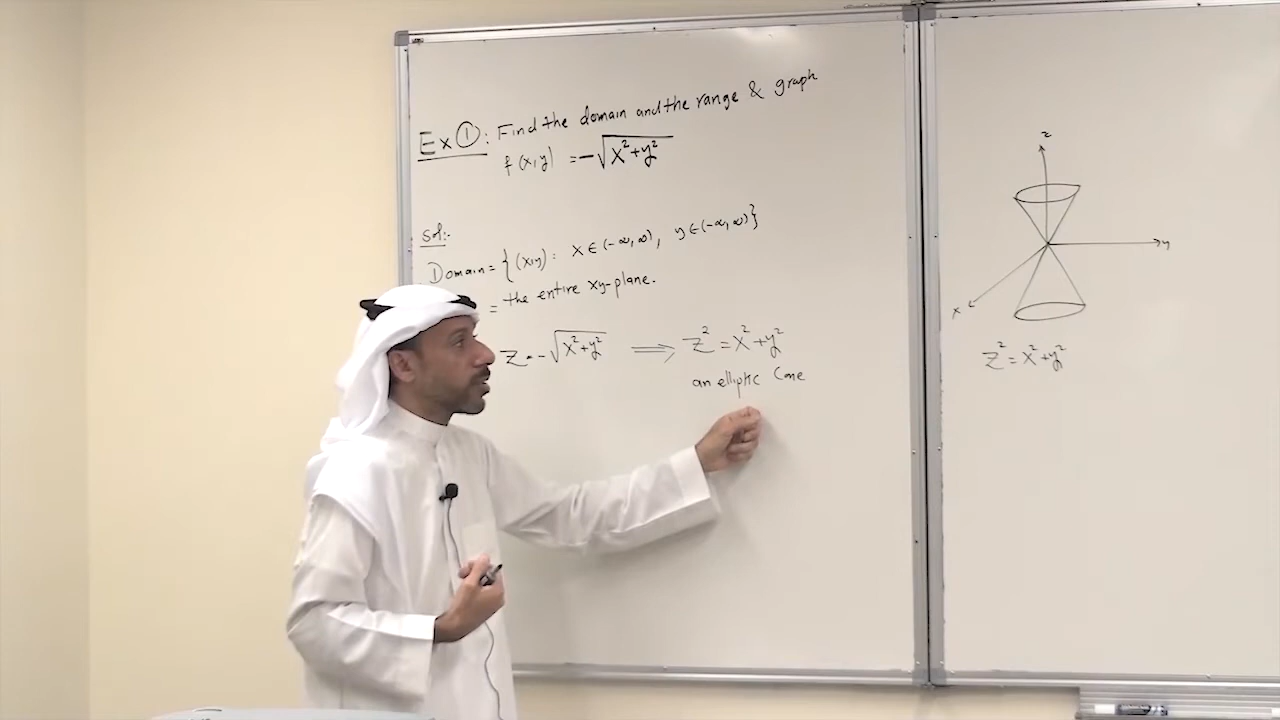 Ex ①: Find the domain and the range & graph
f(x,y) = -√(x²+y²)
Sol:-
Domain = {(x,y): x∈(-∞,∞), y∈(-∞,∞)}
= the entire xy-plane.
z = -√(x²+y²) ⟹ z² = x²+y²
an elliptic Cone
z
y
x
z² = x²+y²